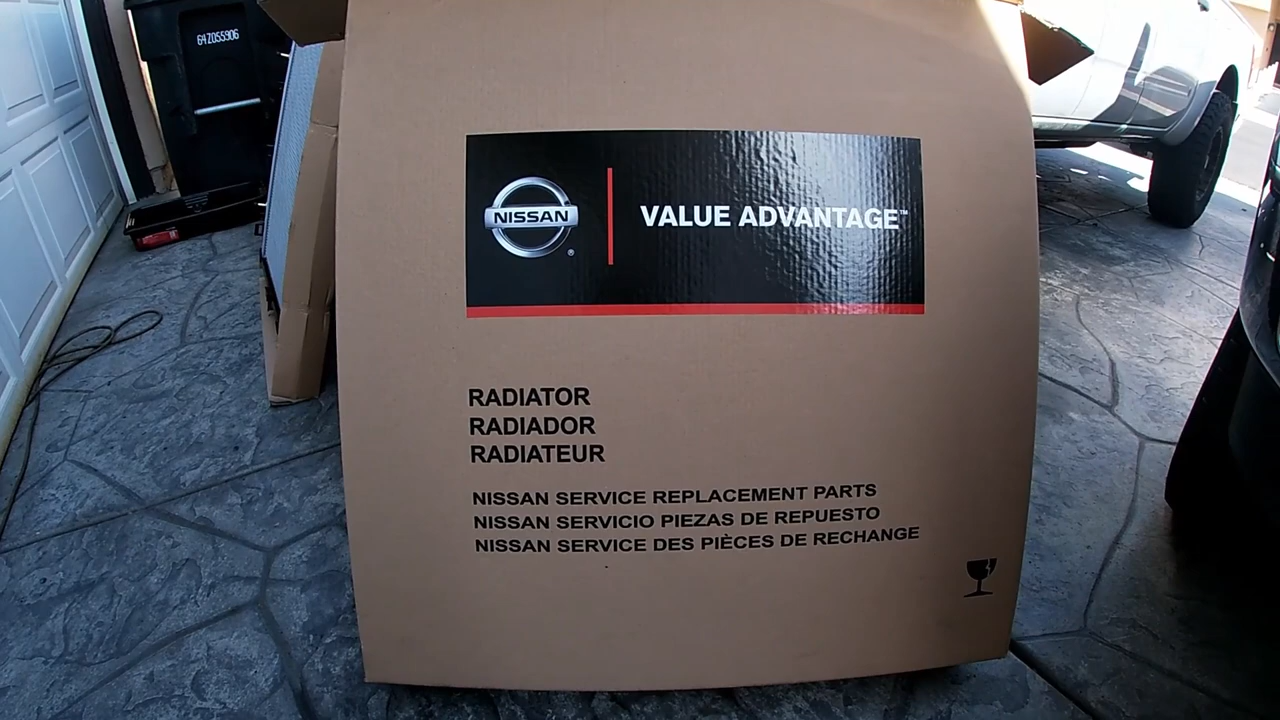 64Z055906
NISSAN
®
VALUE ADVANTAGE™
RADIATOR
RADIADOR
RADIATEUR
NISSAN SERVICE REPLACEMENT PARTS
NISSAN SERVICIO PIEZAS DE REPUESTO
NISSAN SERVICE DES PIÈCES DE RECHANGE